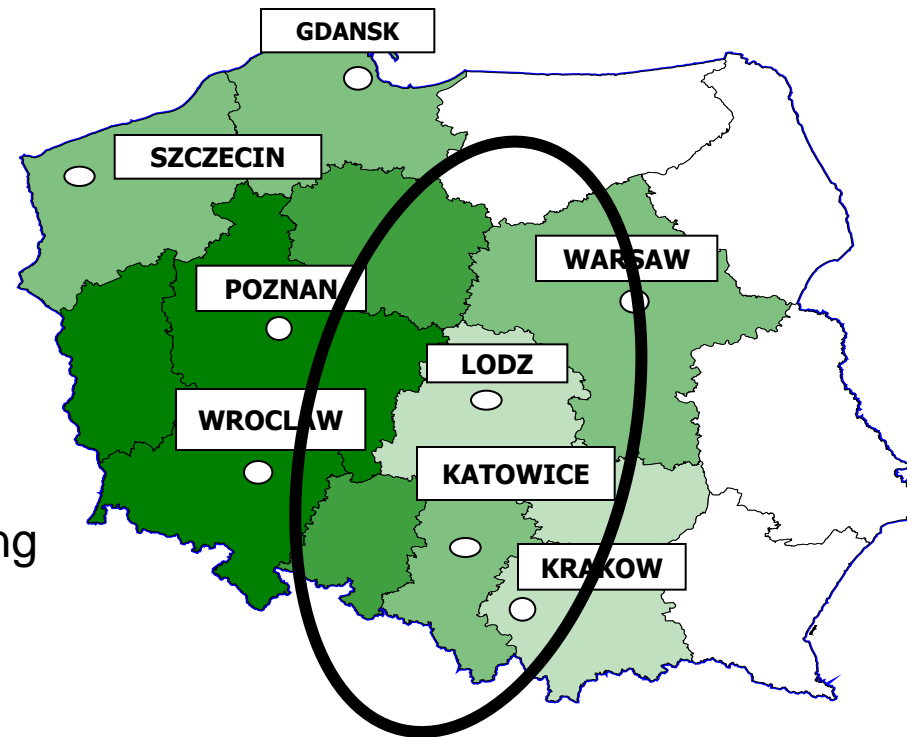 GDANSK
SZCZECIN
WARSAW
POZNAN
LODZ
WROCLAW
KATOWICE
ng
KRAKOW